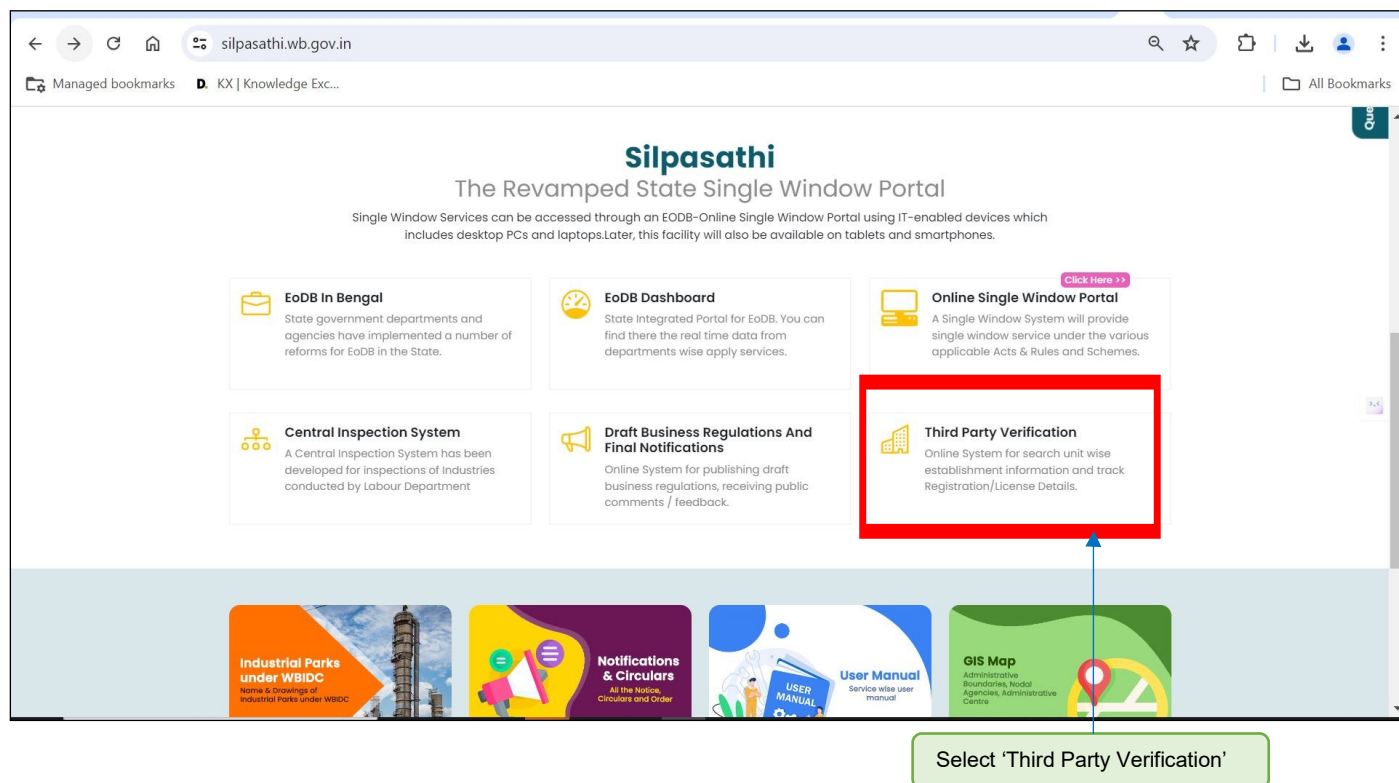 silpasathi.wb.gov.in
Managed bookmarks
D. KX | Knowledge Exc...
All Bookmarks
Que
Silpasathi
The Revamped State Single Window Portal
Single Window Services can be accessed through an EODB-Online Single Window Portal using IT-enabled devices which
includes desktop PCs and laptops.Later, this facility will also be available on tablets and smartphones.
EoDB In Bengal
State government departments and
agencies have implemented a number of
reforms for EoDB in the State.
EoDB Dashboard
State Integrated Portal for EoDB. You can
find there the real time data from
departments wise apply services.
Click Here >>
Online Single Window Portal
A Single Window System will provide
single window service under the various
applicable Acts & Rules and Schemes.
Central Inspection System
A Central Inspection System has been
developed for inspections of Industries
conducted by Labour Department
Draft Business Regulations And
Final Notifications
Online System for publishing draft
business regulations, receiving public
comments / feedback.
Third Party Verification
Online System for search unit wise
establishment information and track
Registration/License Details.
Industrial Parks
under WBIDC
Name & Drawings of
Industrial Parks under WBIDC
Notifications
& Circulars
All the Notice,
Circulars and Order
USER
MANUAL
User Manual
Service wise user
manual
GIS Map
Administrative
Boundaries, Nodal
Agencies, Administrative
Centre
Select ‘Third Party Verification’